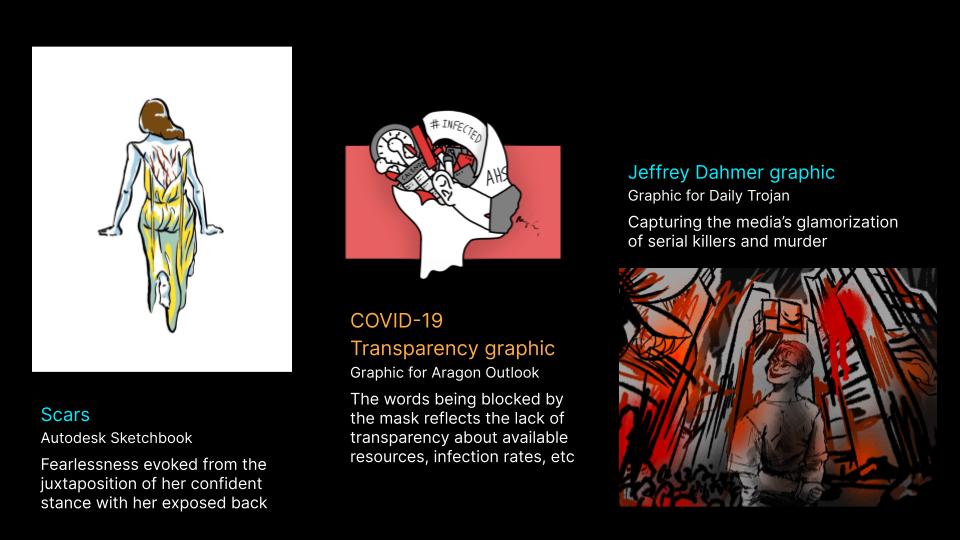 Scars
Autodesk Sketchbook
Fearlessness evoked from the
juxtaposition of her confident
stance with her exposed back
#INFECTED
AHS
COVID-19
Transparency graphic
Graphic for Aragon Outlook
The words being blocked by
the mask reflects the lack of
transparency about available
resources, infection rates, etc
Jeffrey Dahmer graphic
Graphic for Daily Trojan
Capturing the media’s glamorization
of serial killers and murder